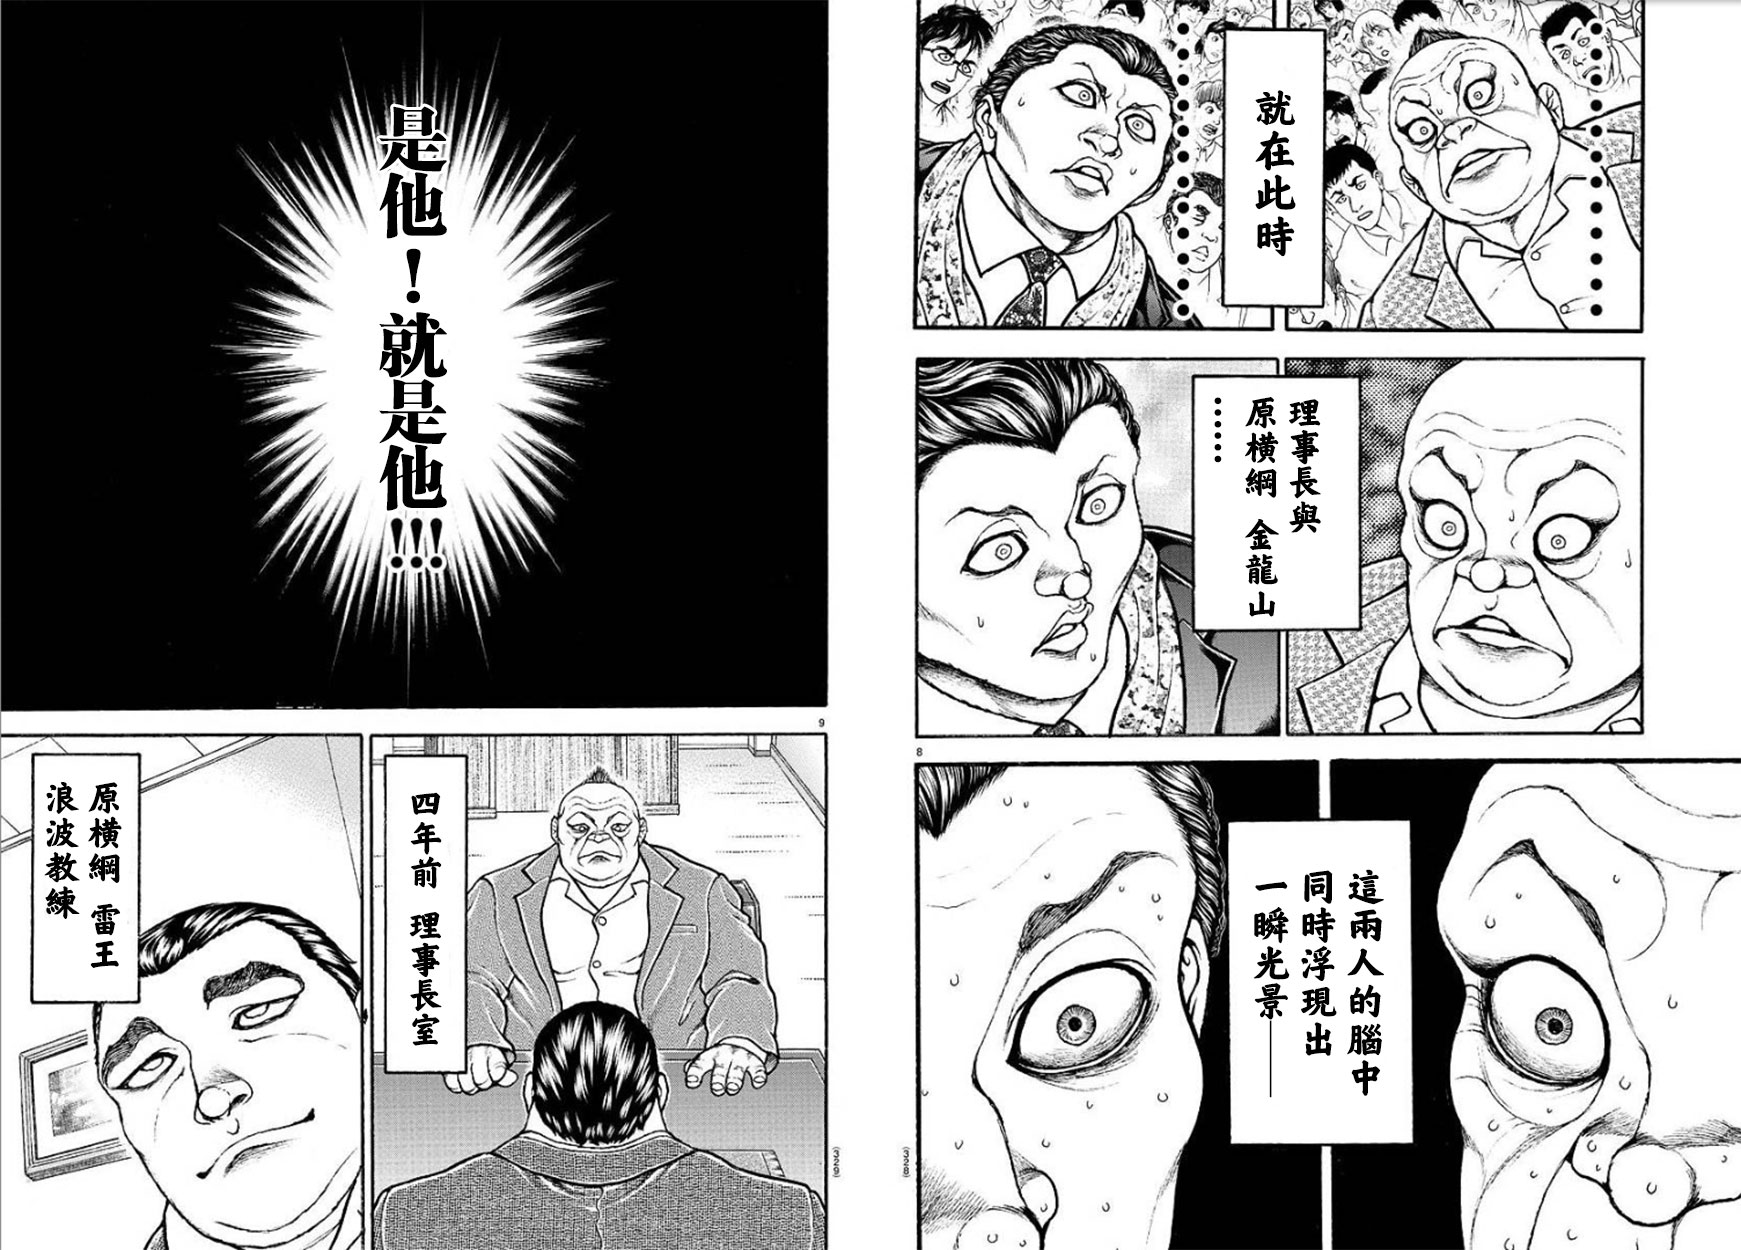 就在此時
理事長與
原橫綱 金龍山
……
這兩人的腦中
同時浮現出
一瞬光景——
8
(328)
是他！就是他!!!
9
四年前 理事長室
原橫綱 雷王
浪波教練
(329)